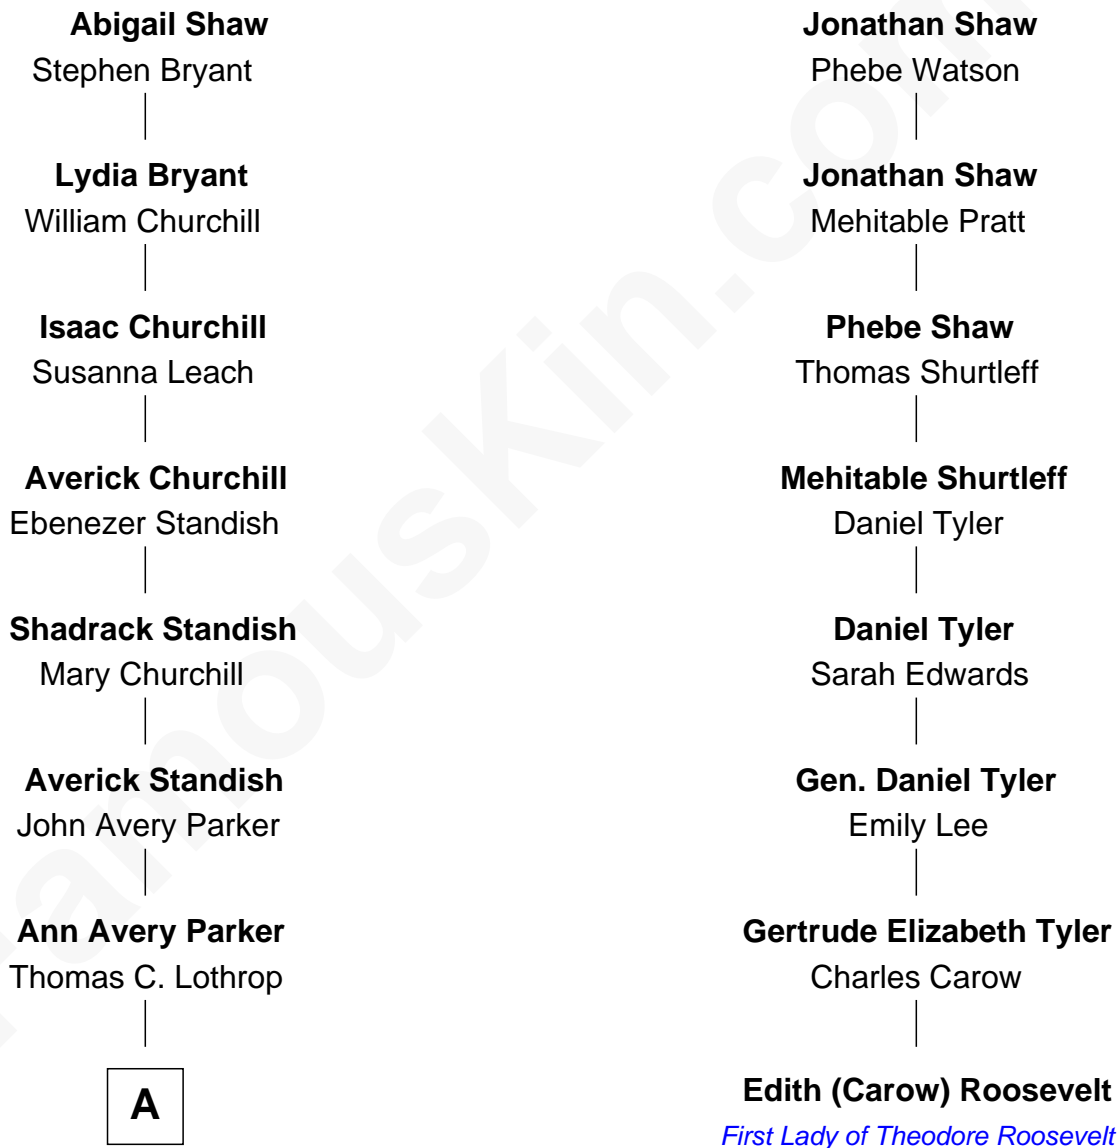 Abigail Shaw
Stephen Bryant
Lydia Bryant
William Churchill
Isaac Churchill
Susanna Leach
Averick Churchill
Ebenezer Standish
Shadrack Standish
Mary Churchill
Averick Standish
John Avery Parker
Ann Avery Parker
Thomas C. Lothrop
A
Jonathan Shaw
Phebe Watson
Jonathan Shaw
Mehitable Pratt
Phebe Shaw
Thomas Shurtleff
Mehitable Shurtleff
Daniel Tyler
Daniel Tyler
Sarah Edwards
Gen. Daniel Tyler
Emily Lee
Gertrude Elizabeth Tyler
Charles Carow
Edith (Carow) Roosevelt
First Lady of Theodore Roosevelt
FamousKin.com